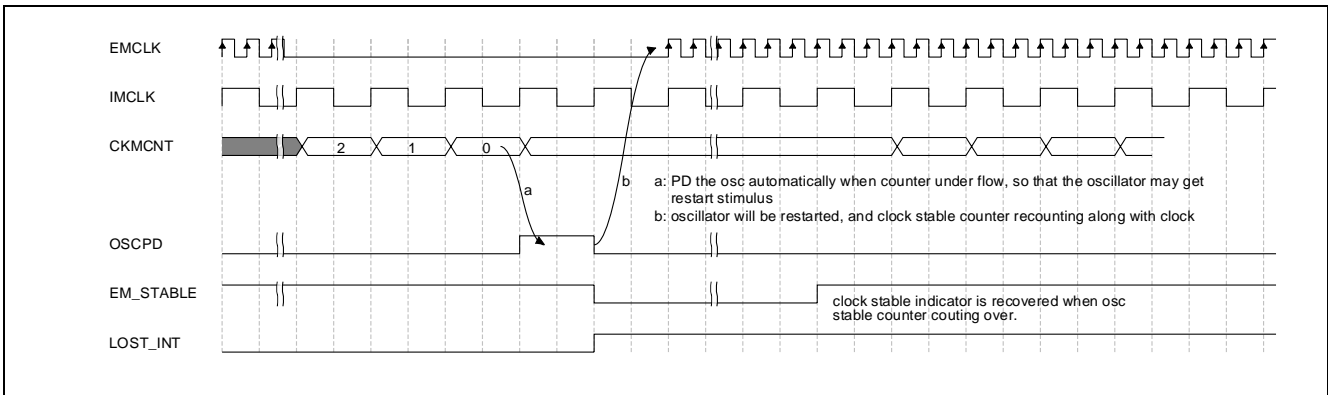 EMCLK
IMCLK
CKMCNT
2 1 0
a
b
a: PD the osc automatically when counter under flow, so that the oscillator may get
restart stimulus
b: oscillator will be restarted, and clock stable counter recounting along with clock
OSCPD
EM_STABLE
clock stable indicator is recovered when osc
stable counter couting over.
LOST_INT